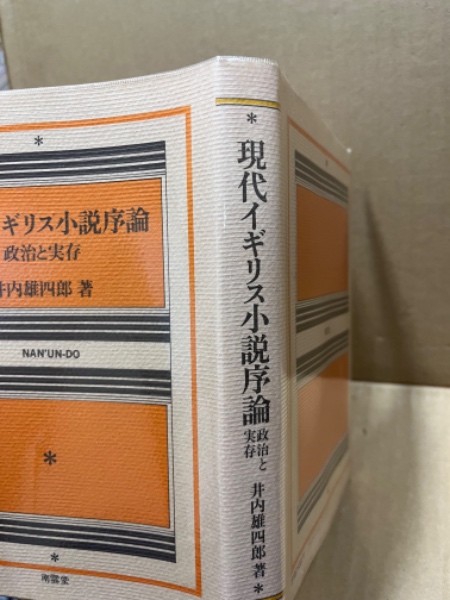 ギリス小説序論
政治と実存
井内雄四郎 著
NAN'UN-DO
南雲堂
現代イギリス小説序論
政治と
実存
井内雄四郎著